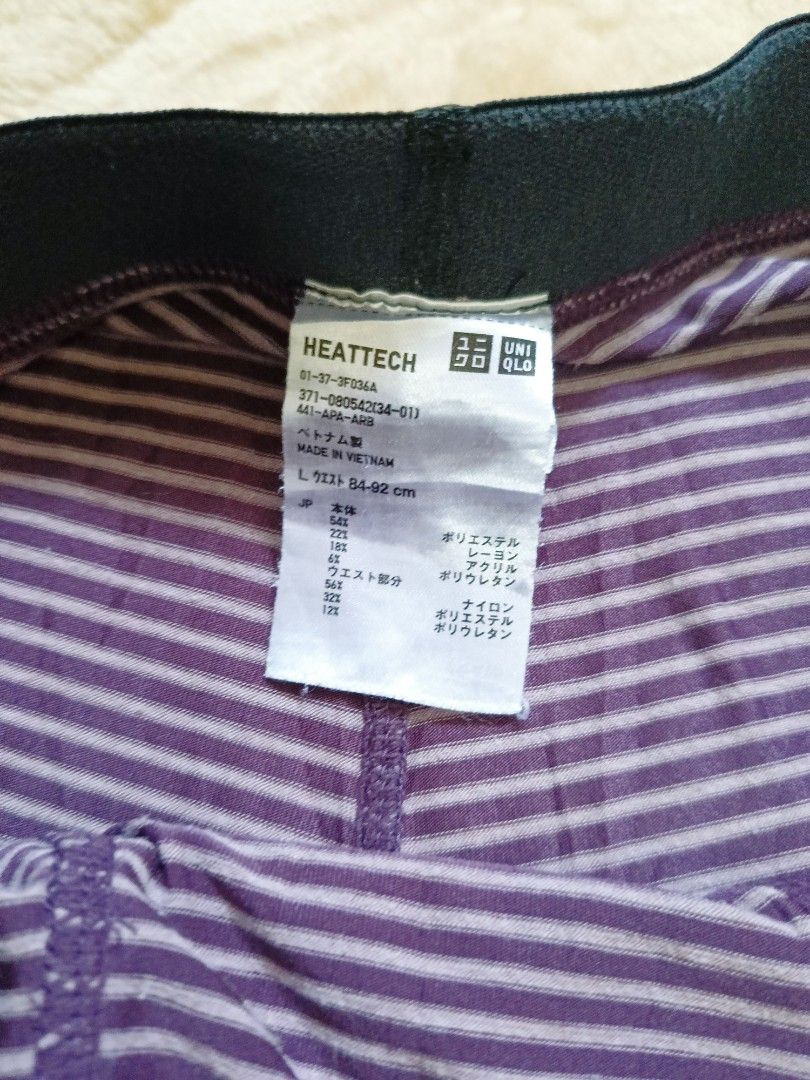 HEATTECH
ユニクロ
UNIQLO
01-37-3F036A
371-080542(34-01)
441-APA-ARB
ベトナム製
MADE IN VIETNAM
L ウエスト 84-92 cm
JP 本体
54% ポリエステル
22% レーヨン
18% アクリル
6% ポリウレタン
ウエスト部分
56% ナイロン
32% ポリエステル
12% ポリウレタン